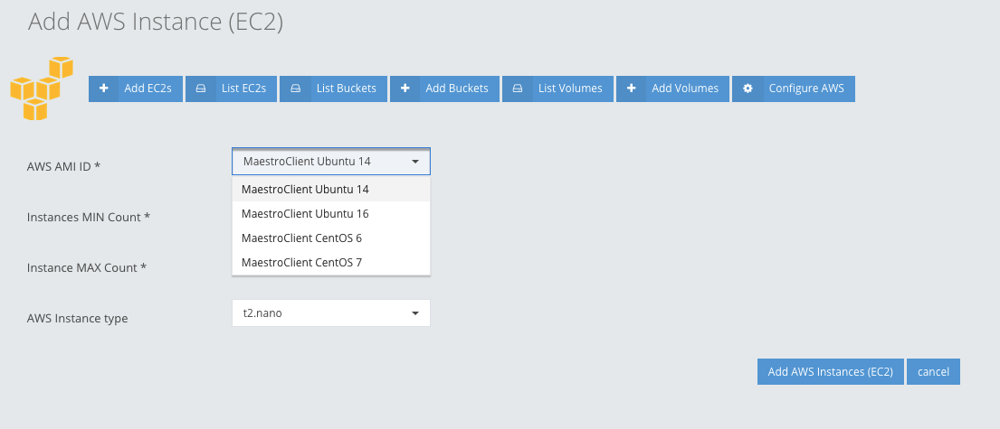 Add AWS Instance (EC2)
Add EC2s List EC2s List Buckets Add Buckets List Volumes Add Volumes Configure AWS
AWS AMI ID * MaestroClient Ubuntu 14
MaestroClient Ubuntu 14
Instances MIN Count * MaestroClient Ubuntu 16
MaestroClient CentOS 6
Instance MAX Count * MaestroClient CentOS 7
AWS Instance type t2.nano
Add AWS Instances (EC2) cancel